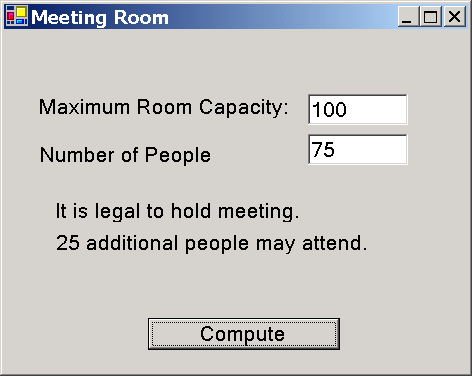 Meeting Room
Maximum Room Capacity: 100
Number of People 75
It is legal to hold meeting.
25 additional people may attend.
Compute